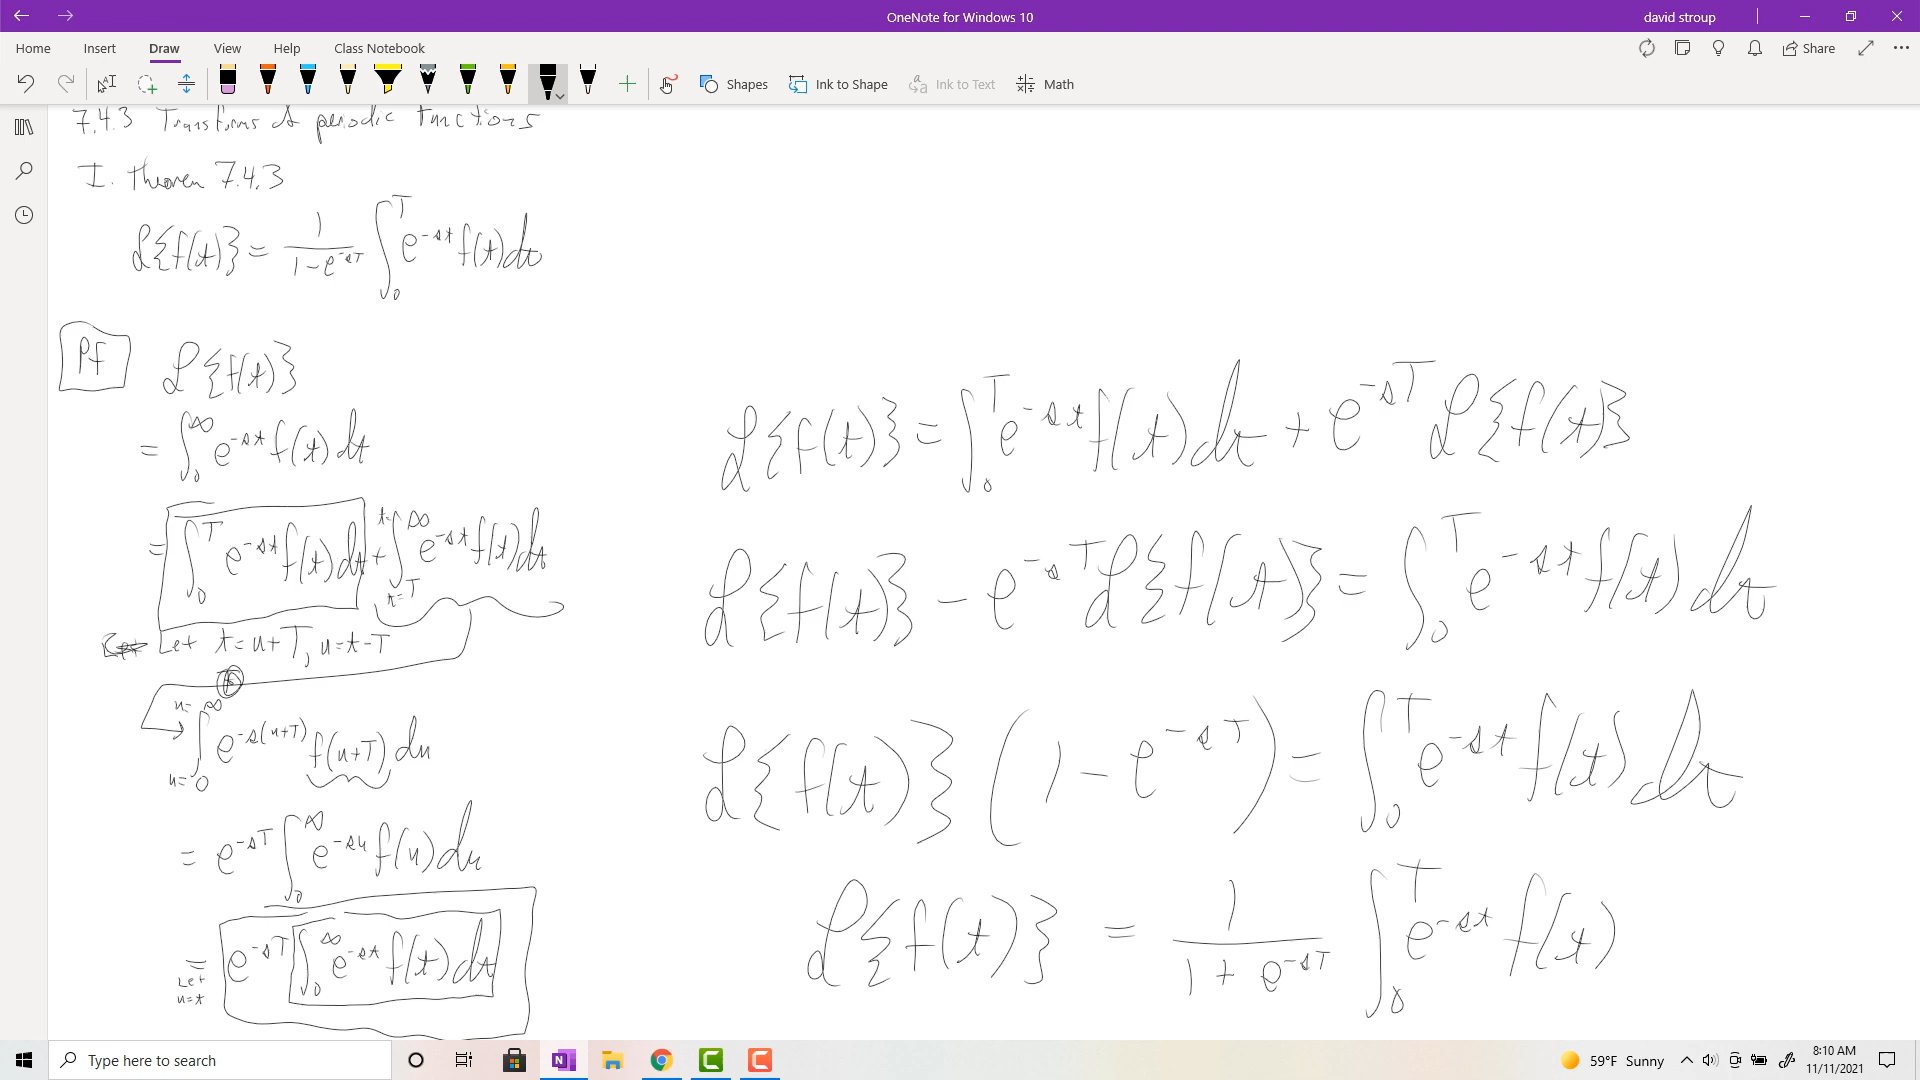 OneNote for Windows 10
david stroup
Home Insert Draw View Help Class Notebook
Share
Shapes Ink to Shape Ink to Text Math
7.4.3 Transforms of periodic functions
I. theorem 7.4.3
ℒ{f(t)} = 1/(1-e^{-sT}) ∫_0^T e^{-st} f(t)dt
Pf ℒ{f(t)}
= ∫_0^∞ e^{-st} f(t) dt
= ∫_0^T e^{-st} f(t)dt + ∫_{t=T}^{t=∞} e^{-st} f(t)dt
Let t=u+T, u=t-T
∫_{u=0}^{u=∞} e^{-s(u+T)} f(u+T) du
= e^{-sT} ∫_0^∞ e^{-su} f(u) du
= e^{-sT} ∫_0^∞ e^{-st} f(t) dt
Let
u=t
ℒ{f(t)} = ∫_0^T e^{-st} f(t)dt + e^{-sT} ℒ{f(t)}
ℒ{f(t)} - e^{-sT} ℒ{f(t)} = ∫_0^T e^{-st} f(t) dt
ℒ{f(t)} (1 - e^{-sT}) = ∫_0^T e^{-st} f(t) dt
ℒ{f(t)} = 1/(1 + e^{-sT}) ∫_0^T e^{-st} f(t)
Type here to search
59°F Sunny
8:10 AM
11/11/2021